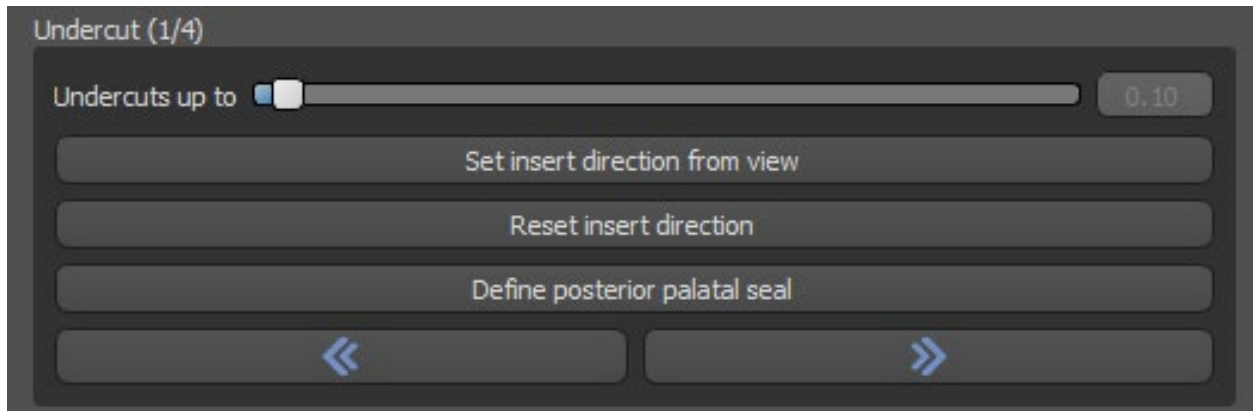 Undercut (1/4)
Undercuts up to 0.10
Set insert direction from view
Reset insert direction
Define posterior palatal seal